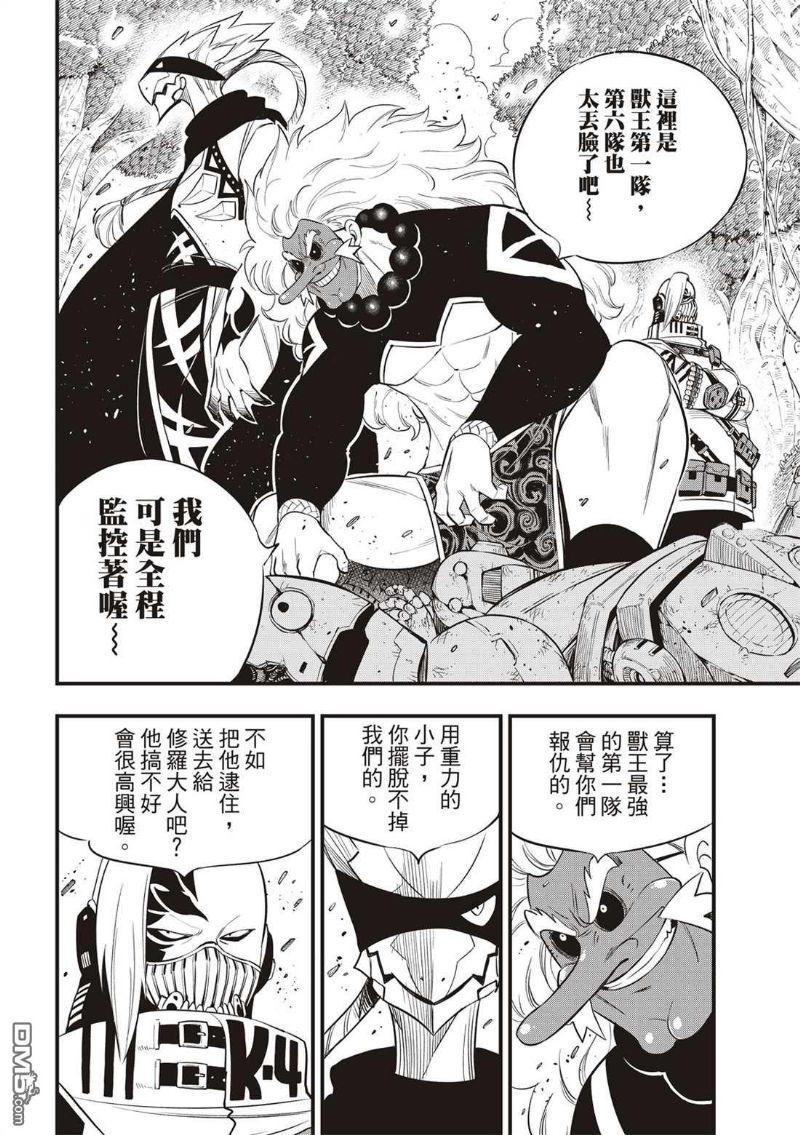 這裡是
獸王第一隊，
第六隊也
太丟臉了吧～
我們
可是全程
監控著喔～
算了…
獸王最強
的第一隊
會幫你們
報仇的。
用重力的
小子，
你擺脫不掉
我們的。
不如
把他逮住，
送去給
修羅大人吧？
他搞不好
會很高興喔。
K-4
DM5.COM